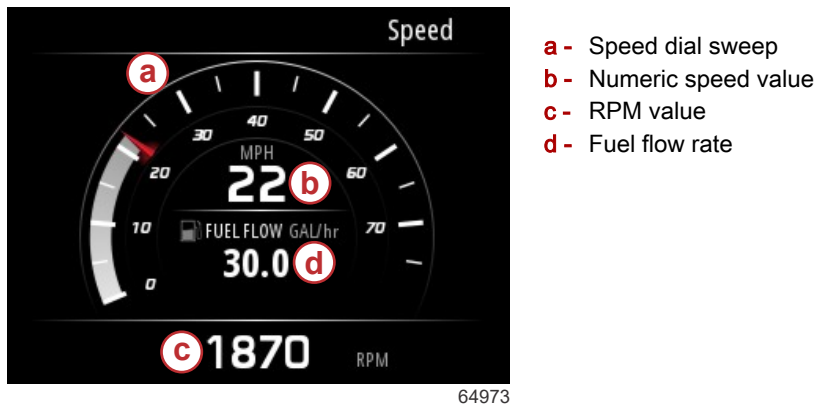 Speed
a - Speed dial sweep
b - Numeric speed value
c - RPM value
d - Fuel flow rate
a
0
10
20
30
40
50
60
70
MPH
22 b
FUEL FLOW GAL/hr
30.0 d
c 1870 RPM
64973